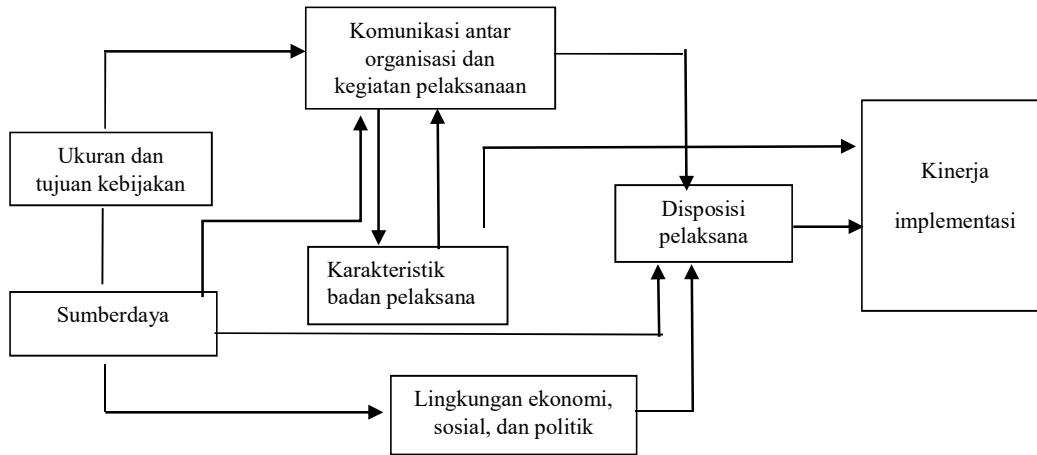 Komunikasi antar
organisasi dan
kegiatan pelaksanaan
Ukuran dan
tujuan kebijakan
Kinerja
implementasi
Disposisi
pelaksana
Karakteristik
badan pelaksana
Sumberdaya
Lingkungan ekonomi,
sosial, dan politik